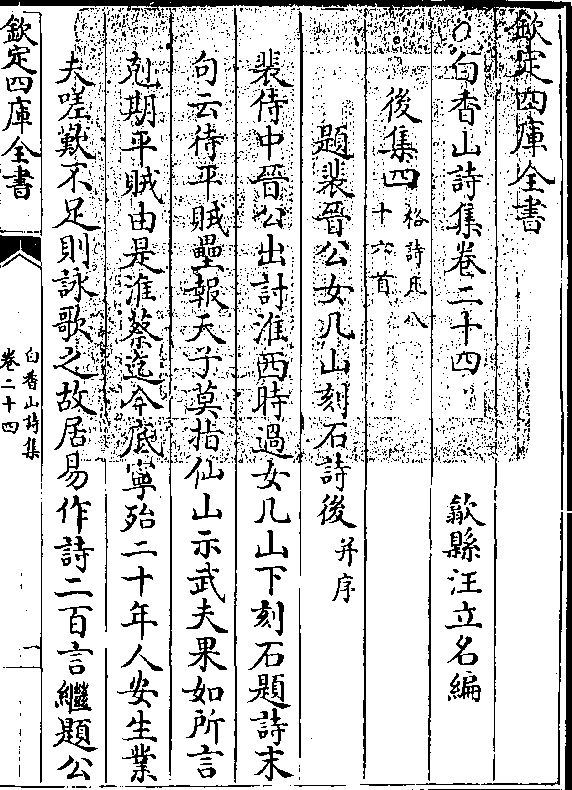 欽定四庫全書
白香山詩集卷二十四
歙縣汪立名編
後集四
格詩凡八
十六首
題裴晉公女几山刻石詩後
并序
裴侍中晉公出討淮西時過女几山下刻石題詩末
句云待平賊壘報天子莫指仙山示武夫果如所言
尅期平賊由是淮蔡迄今底寧殆二十年人安生業
夫嗟歎不足則詠歌之故居易作詩二百言繼題公
欽定四庫全書
白香山詩集
卷二十四
一